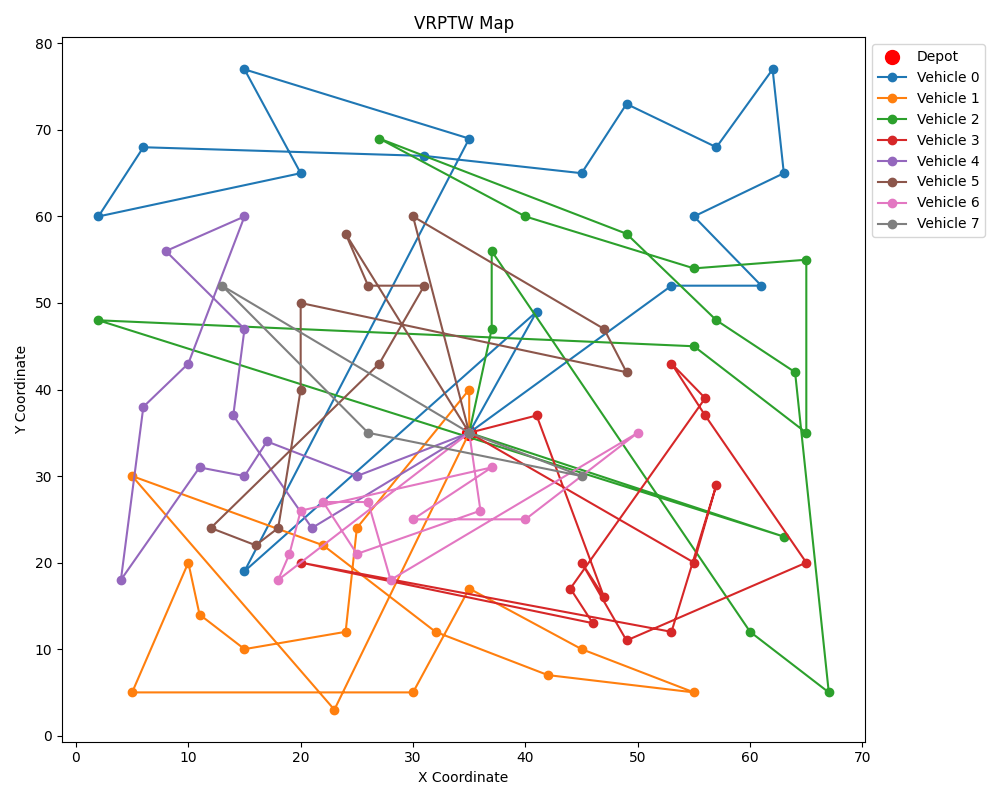 VRPTW Map
Y Coordinate
80
70
60
50
40
30
20
10
0
0 10 20 30 40 50 60 70
X Coordinate
Depot
Vehicle 0
Vehicle 1
Vehicle 2
Vehicle 3
Vehicle 4
Vehicle 5
Vehicle 6
Vehicle 7